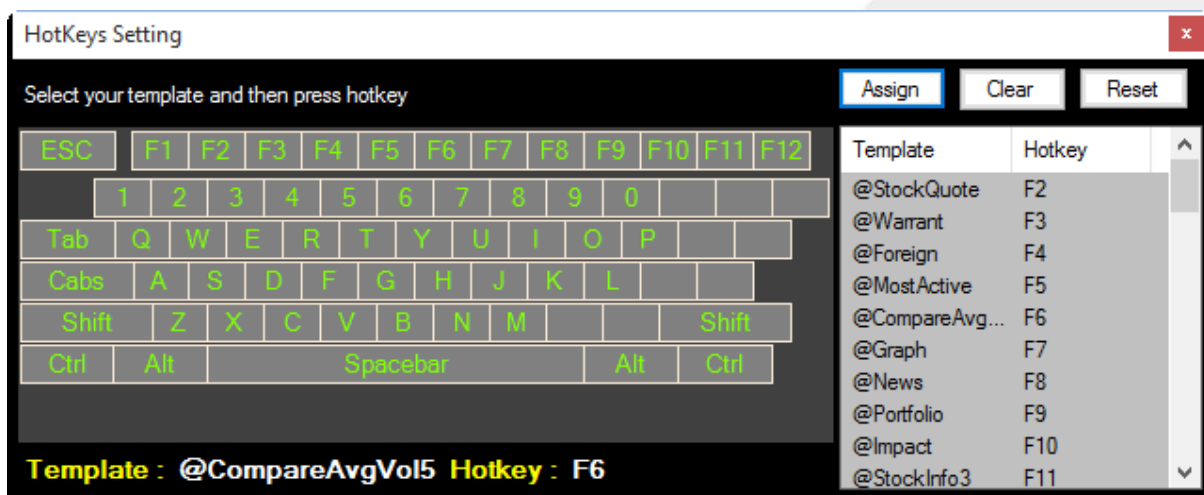 HotKeys Setting x
Select your template and then press hotkey
Assign Clear Reset
ESC F1 F2 F3 F4 F5 F6 F7 F8 F9 F10 F11 F12
1 2 3 4 5 6 7 8 9 0
Tab Q W E R T Y U I O P
Cabs A S D F G H J K L
Shift Z X C V B N M Shift
Ctrl Alt Spacebar Alt Ctrl
Template : @CompareAvgVol5 Hotkey : F6
Template Hotkey
@StockQuote F2
@Warrant F3
@Foreign F4
@MostActive F5
@CompareAvg... F6
@Graph F7
@News F8
@Portfolio F9
@Impact F10
@StockInfo3 F11